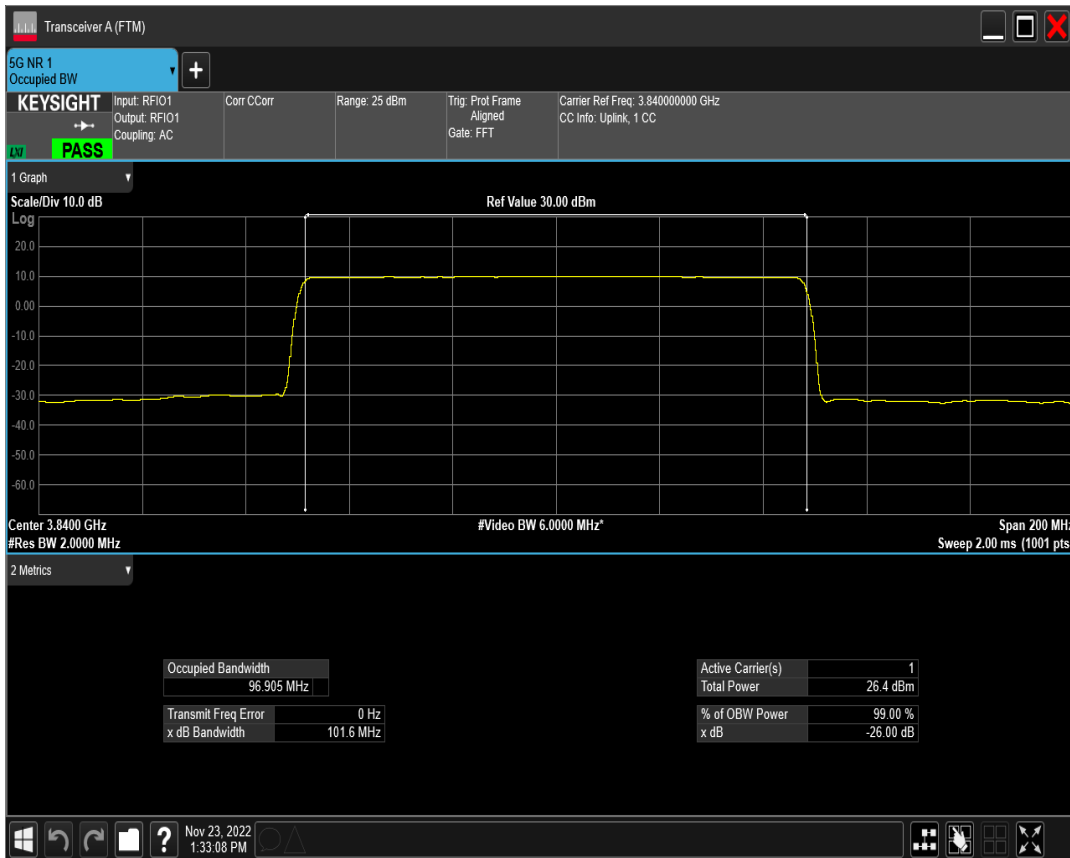 Transceiver A (FTM)
5G NR 1
Occupied BW
KEYSIGHT
LXI
PASS
Input: RFIO1
Output: RFIO1
Coupling: AC
Corr CCorr
Range: 25 dBm
Trig: Prot Frame
Aligned
Gate: FFT
Carrier Ref Freq: 3.840000000 GHz
CC Info: Uplink, 1 CC
1 Graph
Scale/Div 10.0 dB
Ref Value 30.00 dBm
Log
20.0
10.0
0.00
-10.0
-20.0
-30.0
-40.0
-50.0
-60.0
Center 3.8400 GHz
#Video BW 6.0000 MHz*
Span 200 MHz
#Res BW 2.0000 MHz
Sweep 2.00 ms (1001 pts
2 Metrics
Occupied Bandwidth
96.905 MHz
Transmit Freq Error 0 Hz
x dB Bandwidth 101.6 MHz
Active Carrier(s) 1
Total Power 26.4 dBm
% of OBW Power 99.00 %
x dB -26.00 dB
?
Nov 23, 2022
1:33:08 PM